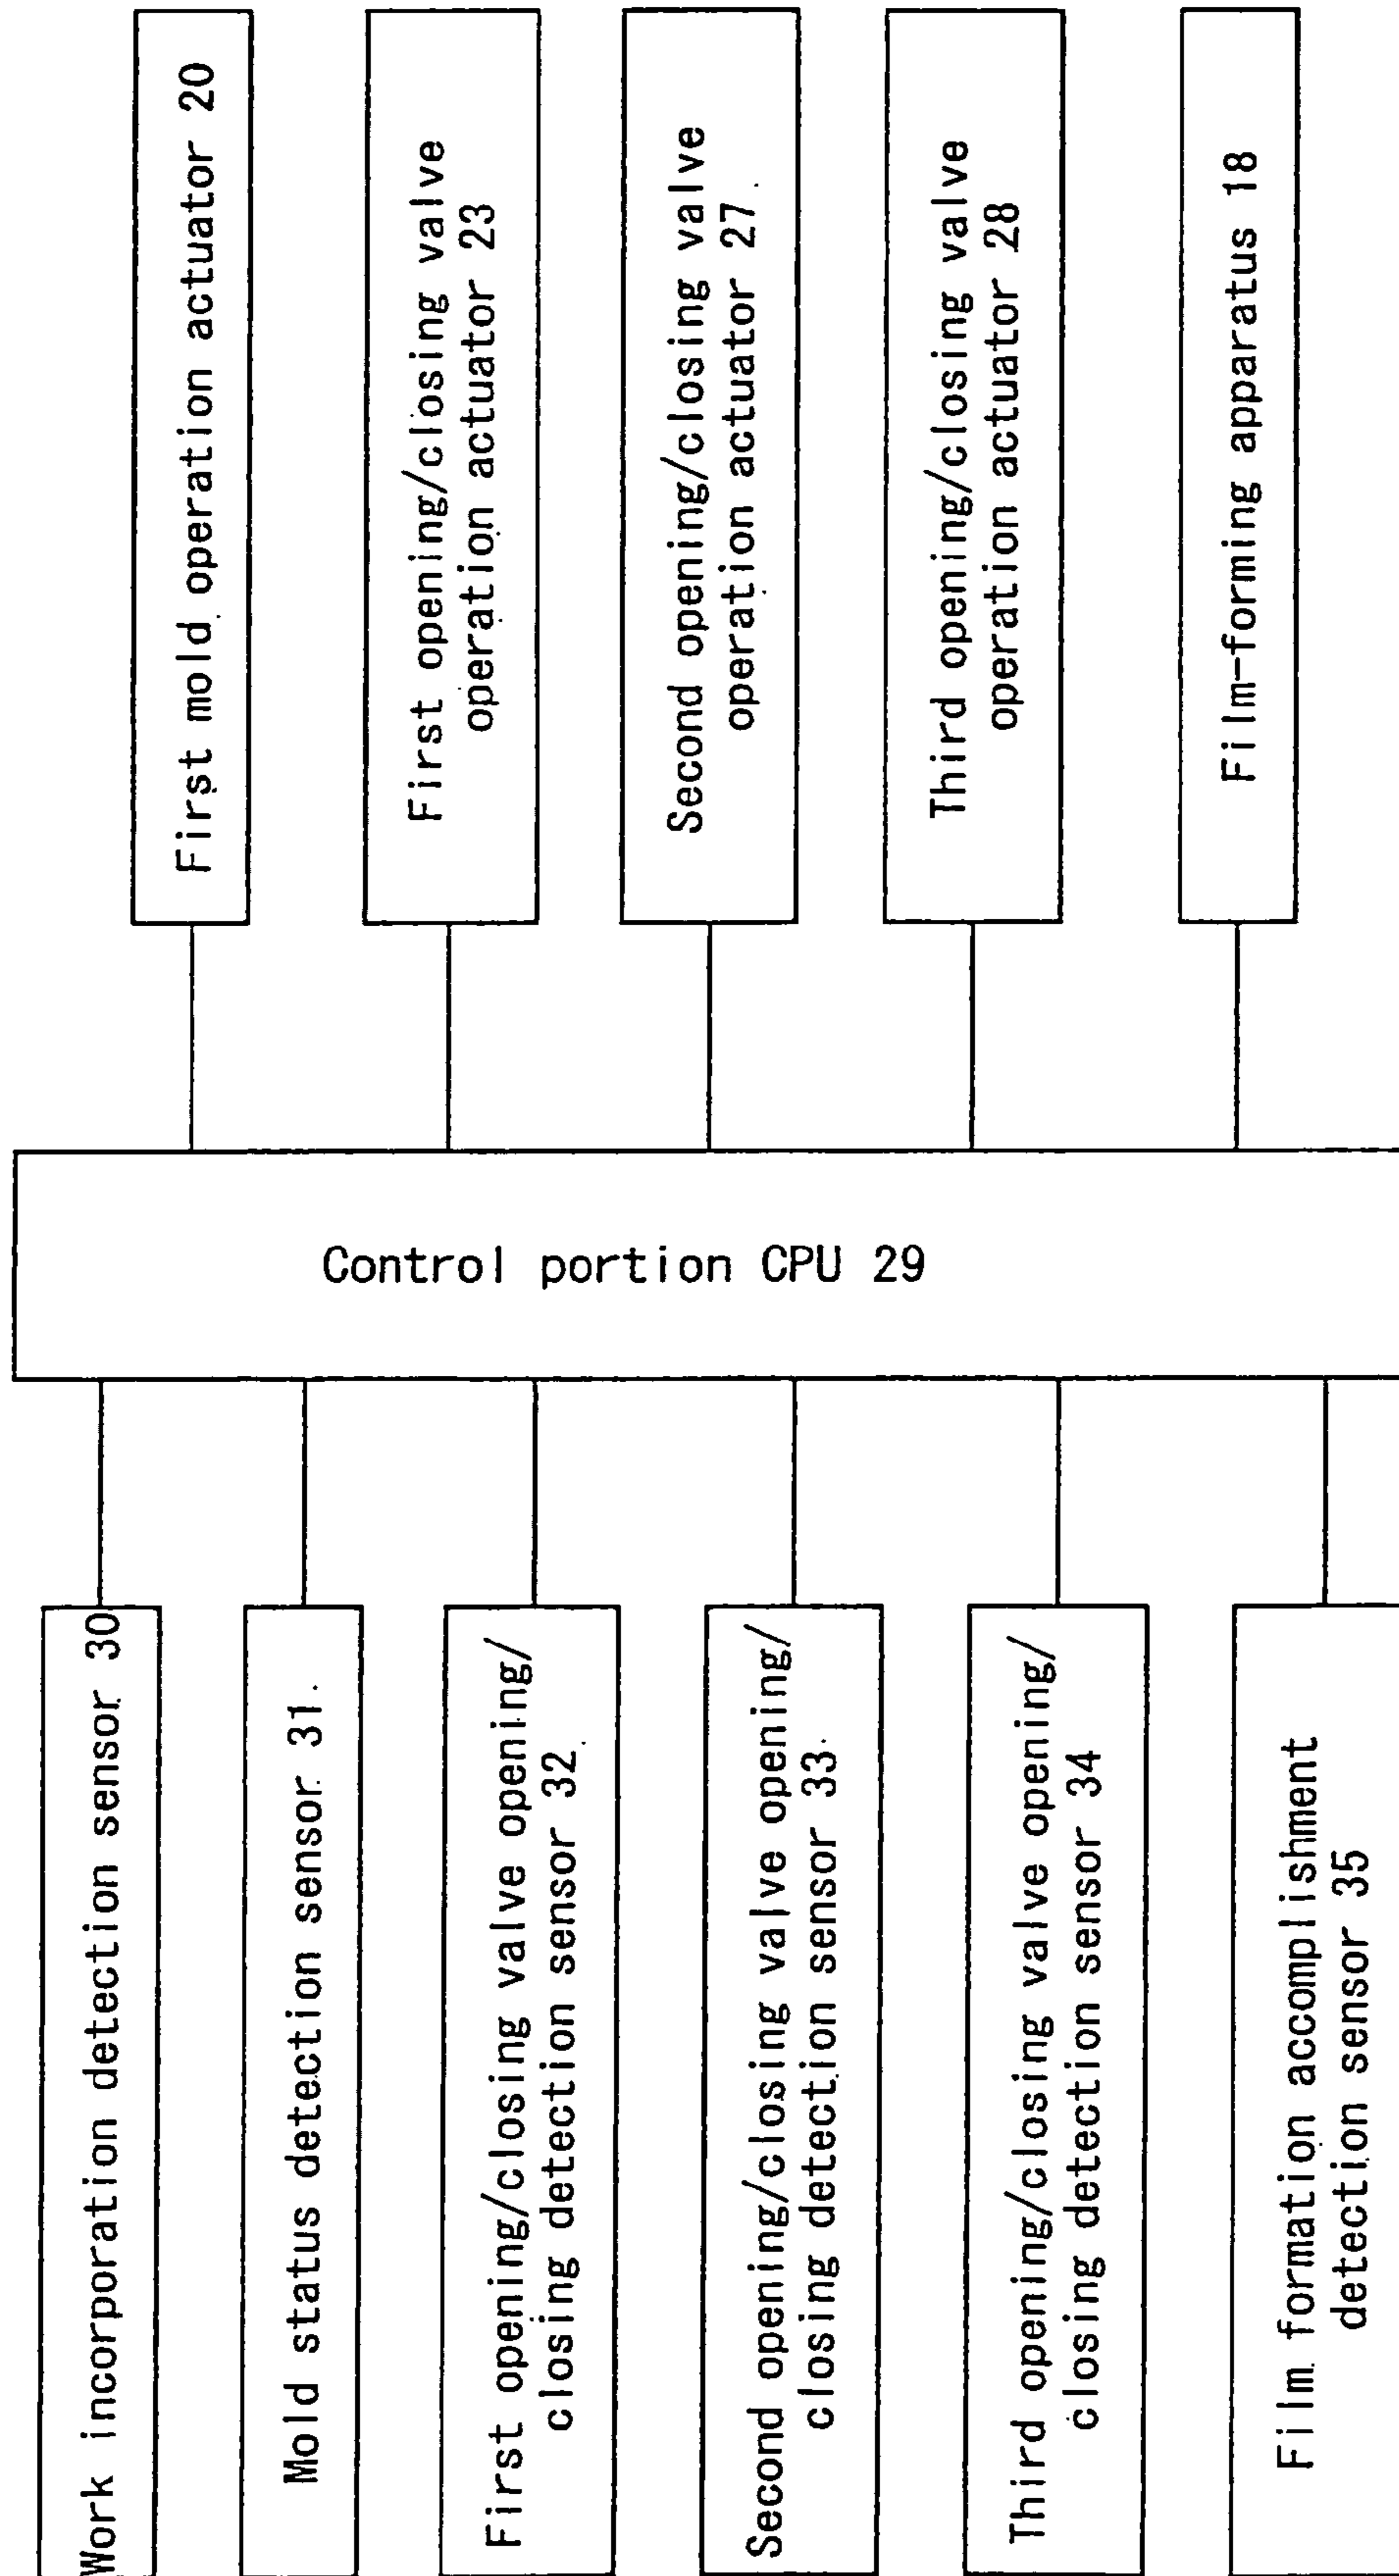 Work incorporation detection sensor 30
Mold status detection sensor 31
First opening/closing valve opening/
closing detection sensor 32
Second opening/closing valve opening/
closing detection sensor 33
Third opening/closing valve opening/
closing detection sensor 34
Film formation accomplishment
detection sensor 35
Control portion CPU 29
First mold operation actuator 20
First opening/closing valve
operation actuator 23
Second opening/closing valve
operation actuator 27
Third opening/closing valve
operation actuator 28
Film-forming apparatus 18